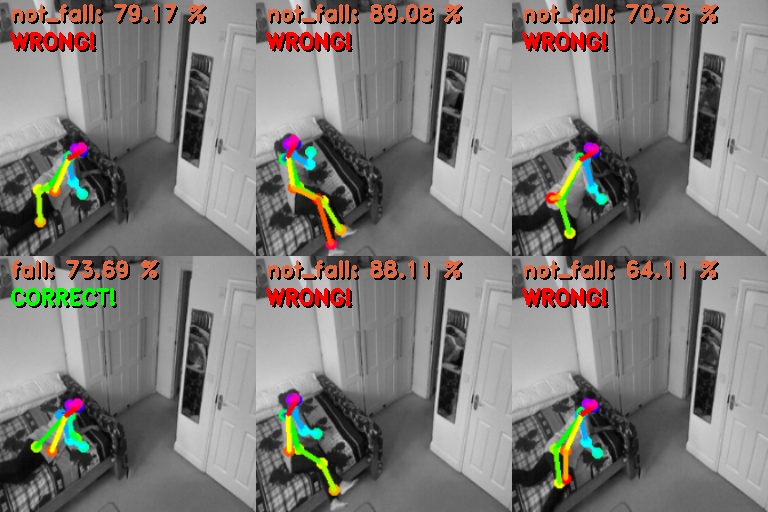 not_fall: 79.17 %
WRONG!
not_fall: 89.08 %
WRONG!
not_fall: 70.76 %
WRONG!
fall: 73.69 %
CORRECT!
not_fall: 88.11 %
WRONG!
not_fall: 64.11 %
WRONG!